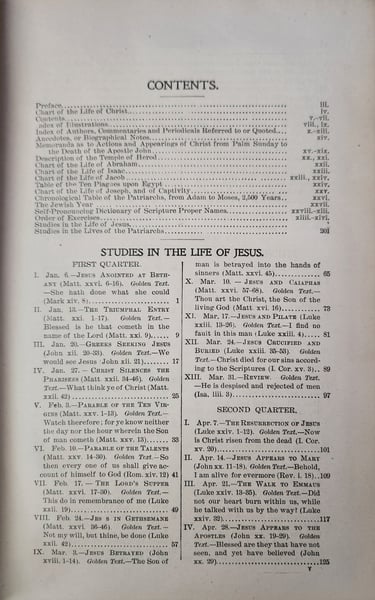 CONTENTS.
Preface, iii.
Chart of the Life of Christ, iv.
Contents, v.-vii.
Index of Illustrations, viii., ix.
Index of Authors, Commentaries and Periodicals Referred to or Quoted, x.-xiii.
Anecdotes, or Biographical Notes, xiv.
Memoranda as to Actions and Appearings of Christ from Palm Sunday to
the Death of the Apostle John, xv.-xix.
Description of the Temple of Herod, xx., xxi.
Chart of the Life of Abraham, xxii.
Chart of the Life of Isaac, xxiii.
Chart of the Life of Jacob, xxiii., xxiv.
Table of the Ten Plagues upon Egypt, xxiv.
Chart of the Life of Joseph, and of Captivity, xxv.
Chronological Table of the Patriarchs, from Adam to Moses, 2,500 Years, xxvi.
The Jewish Year, xxvii.
Self-Pronouncing Dictionary of Scripture Proper Names, xxviii.-xlii.
Order of Exercises, xliii.-xlvi.
Studies in the Life of Jesus, 1
Studies in the Lives of the Patriarchs, 201
STUDIES IN THE LIFE OF JESUS.
FIRST QUARTER.
I. Jan. 6.—JESUS ANOINTED AT BETH-
ANY (Matt. xxvi. 6-16). Golden Text.
—She hath done what she could
(Mark xiv. 8) 1
II. Jan. 13.—THE TRIUMPHAL ENTRY
(Matt. xxi. 1-17). Golden Text.—
Blessed is he that cometh in the
name of the Lord (Matt. xxi. 9) 9
III. Jan. 20.—GREEKS SEEKING JESUS
(John xii. 20-33). Golden Text.—We
would see Jesus (John xii. 21) 17
IV. Jan. 27.—CHRIST SILENCES THE
PHARISEES (Matt. xxii. 34-46). Golden
Text.—What think ye of Christ (Matt.
xxii. 42) 25
V. Feb. 3.—PARABLE OF THE TEN VIR-
GINS (Matt. xxv. 1-13). Golden Text.—
Watch therefore; for ye know neither
the day nor the hour wherein the Son
of man cometh (Matt. xxv. 13) 33
VI. Feb. 10.—PARABLE OF THE TALENTS
(Matt. xxv. 14-30). Golden Text.—So
then every one of us shall give ac-
count of himself to God (Rom. xiv. 12) 41
VII. Feb. 17.—THE LORD'S SUPPER
(Matt. xxvi. 17-30). Golden Text.—
This do in remembrance of me (Luke
xxii. 19) 49
VIII. Feb. 24.—JES S IN GETHSEMANE
(Matt. xxvi. 36-46) Golden Text.—
Not my will, but thine, be done (Luke
xxii. 42) 57
IX. Mar. 3.—JESUS BETRAYED (John
xviii. 1-14). Golden Text.—The Son of
man is betrayed into the hands of
sinners (Matt. xxvi. 45) 65
X. Mar. 10.—JESUS AND CAIAPHAS
(Matt. xxvi. 57-68). Golden Text.—
Thou art the Christ, the Son of the
living God (Matt. xvi. 16) 73
XI. Mar. 17.—JESUS AND PILATE (Luke
xxiii. 13-26). Golden Text.—I find no
fault in this man (Luke xxiii. 4) 81
XII. Mar. 24.—JESUS CRUCIFIED AND
BURIED (Luke xxiii. 35-53). Golden
Text.—Christ died for our sins accord-
ing to the Scriptures (I Cor. xv. 3) 89
XIII. Mar. 31.—REVIEW. Golden Text.
—He is despised and rejected of men
(Isa. liii. 3) 97
SECOND QUARTER.
I. Apr. 7.—THE RESURRECTION OF JESUS
(Luke xxiv. 1-12). Golden Text.—Now
is Christ risen from the dead (I. Cor.
xv. 20) 101
II. Apr. 14.—JESUS APPEARS TO MARY
(John xx. 11-18). Golden Text.—Behold,
I am alive for evermore (Rev. i. 18) 109
III. Apr. 21.—THE WALK TO EMMAUS
(Luke xxiv. 13-35). Golden Text.—Did
not our heart burn within us, while
he talked with us by the way? (Luke
xxiv. 32) 117
IV. Apr. 28.—JESUS APPEARS TO THE
APOSTLES (John xx. 19-29). Golden
Text.—Blessed are they that have not
seen, and yet have believed (John
xx. 29) 125
v